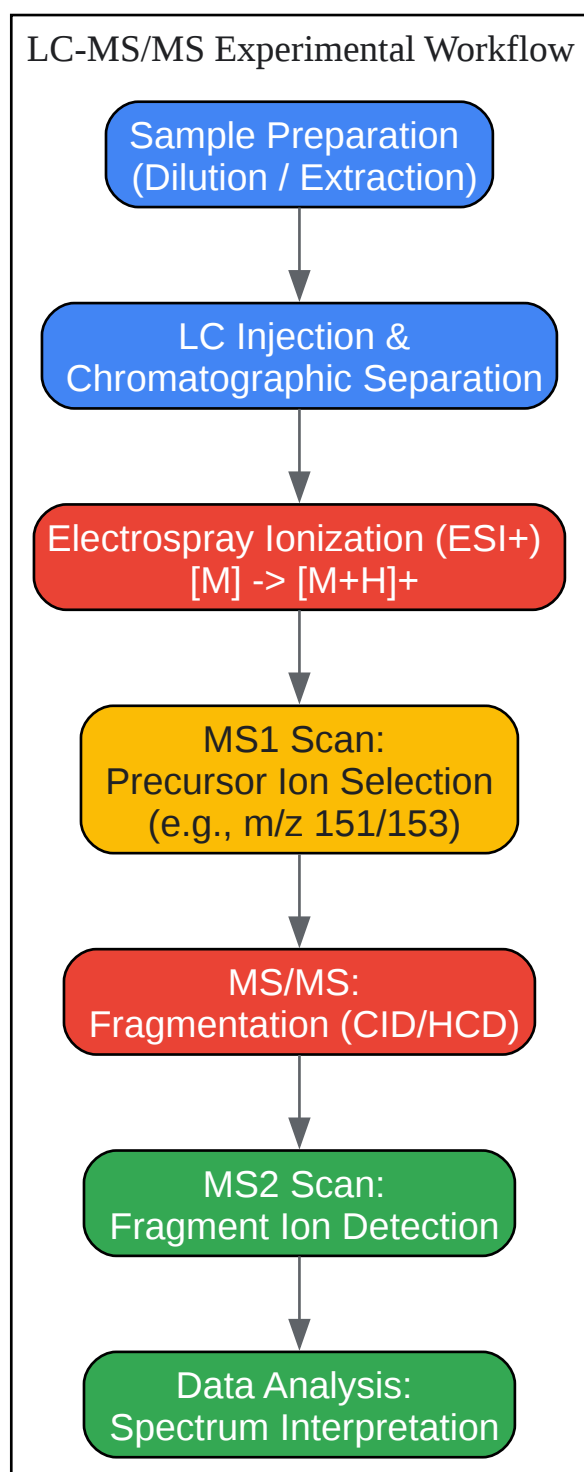 LC-MS/MS Experimental Workflow
Sample Preparation
(Dilution / Extraction)
LC Injection &
Chromatographic Separation
Electrospray Ionization (ESI+)
[M] -> [M+H]+
MS1 Scan:
Precursor Ion Selection
(e.g., m/z 151/153)
MS/MS:
Fragmentation (CID/HCD)
MS2 Scan:
Fragment Ion Detection
Data Analysis:
Spectrum Interpretation